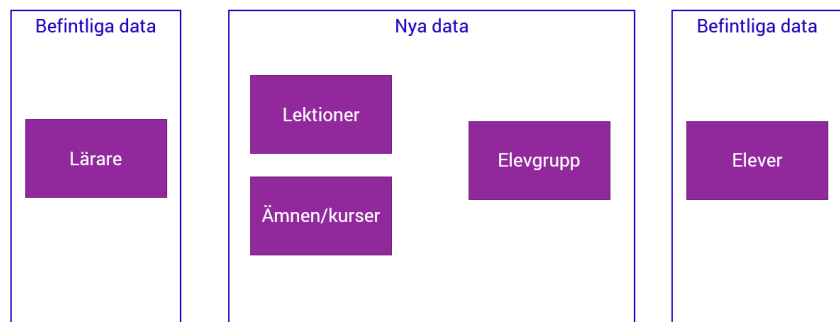 Befintliga data
Nya data
Befintliga data
Lärare
Lektioner
Ämnen/kurser
Elevgrupp
Elever